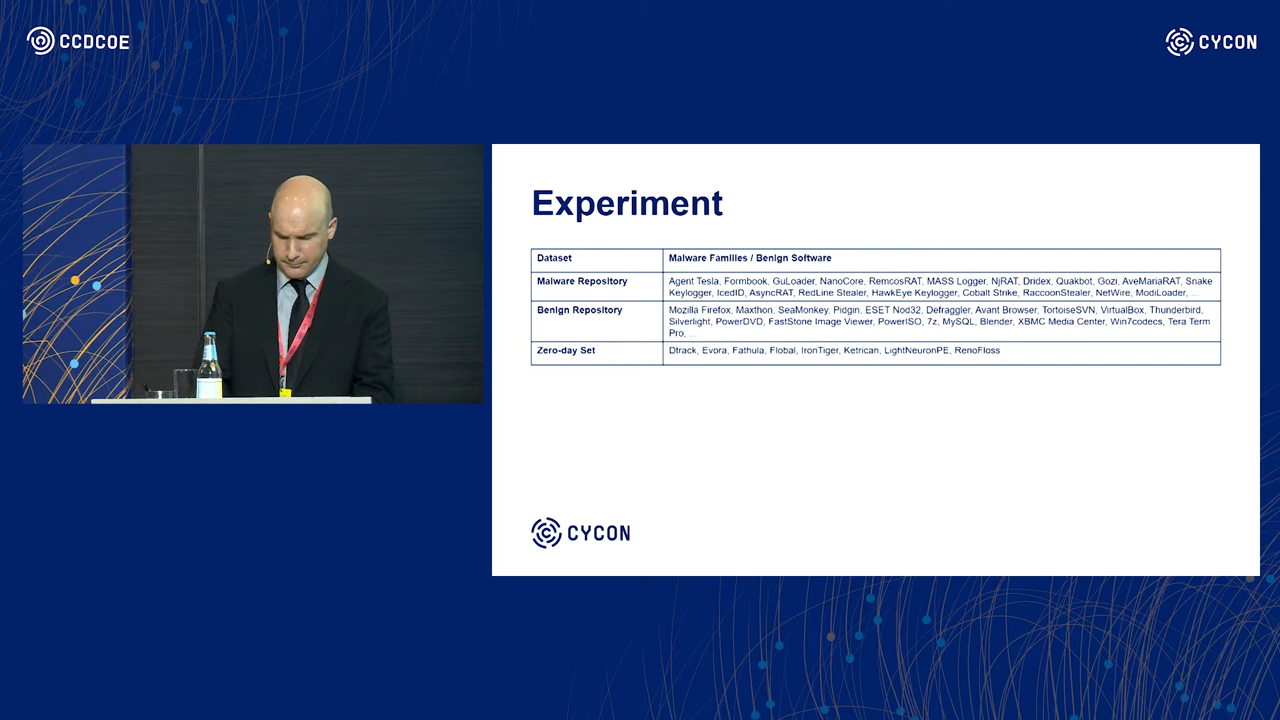 CCDCOE
CYCON
Experiment
Dataset
Malware Families / Benign Software
Malware Repository
Agent Tesla, Formbook, GuLoader, NanoCore, RemcosRAT, MASS Logger, NjRAT, Dridex, Quakbot, Gozi, AveMariaRAT, Snake
Keylogger, IcedID, AsyncRAT, RedLine Stealer, HawkEye Keylogger, Cobalt Strike, RaccoonStealer, NetWire, ModiLoader, ...
Benign Repository
Mozilla Firefox, Maxthon, SeaMonkey, Pidgin, ESET Nod32, Defraggler, Avant Browser, TortoiseSVN, VirtualBox, Thunderbird,
Silverlight, PowerDVD, FastStone Image Viewer, PowerISO, 7z, MySQL, Blender, XBMC Media Center, Win7codecs, Tera Term
Pro, ...
Zero-day Set
Dtrack, Evora, Fathula, Flobal, IronTiger, Ketrican, LightNeuronPE, RenoFloss
CYCON